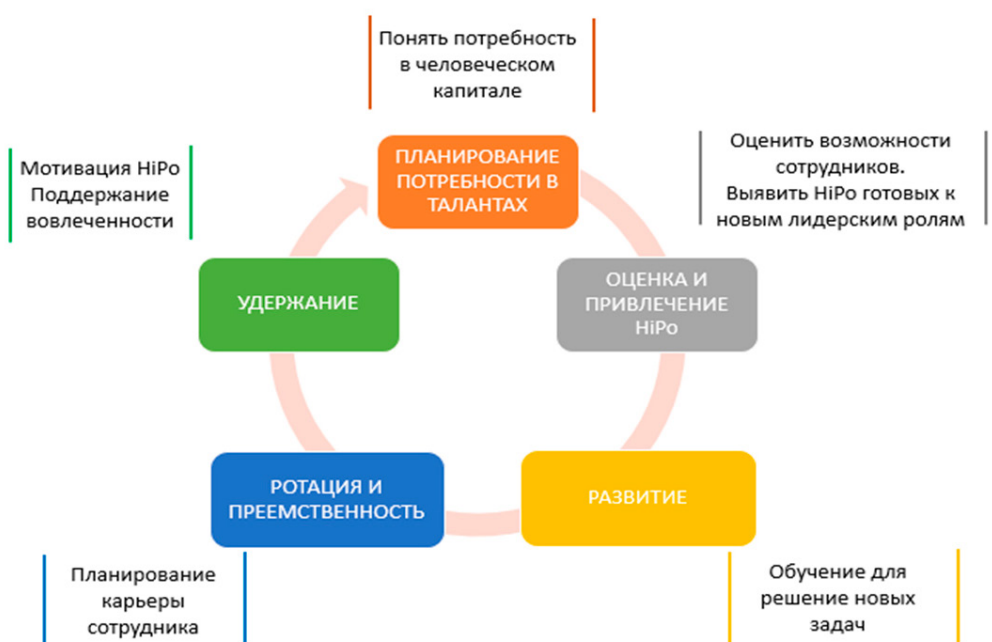 Понять потребность
в человеческом
капитале
ПЛАНИРОВАНИЕ
ПОТРЕБНОСТИ В
ТАЛАНТАХ
Оценить возможности
сотрудников.
Выявить HiPo готовых к
новым лидерским ролям
Мотивация HiPo
Поддержание
вовлеченности
УДЕРЖАНИЕ
ОЦЕНКА И
ПРИВЛЕЧЕНИЕ
HiPo
РОТАЦИЯ И
ПРЕЕМСТВЕННОСТЬ
РАЗВИТИЕ
Планирование
карьеры
сотрудника
Обучение для
решение новых
задач